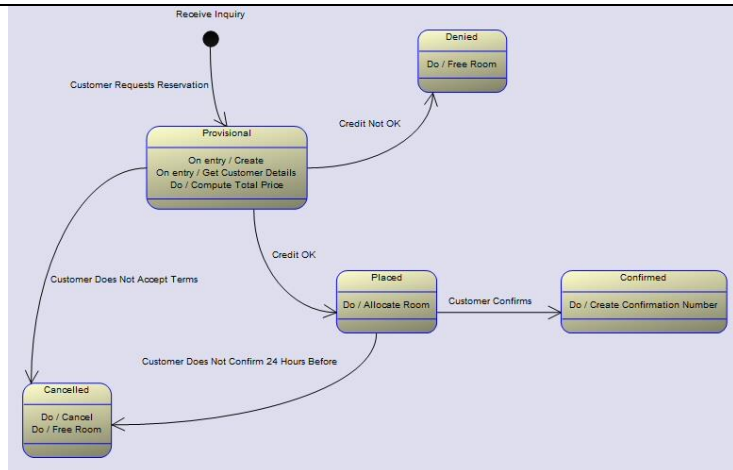 Receive Inquiry
Denied
Do / Free Room
Customer Requests Reservation
Credit Not OK
Provisional
On entry / Create
On entry / Get Customer Details
Do / Compute Total Price
Credit OK
Customer Does Not Accept Terms
Placed
Do / Allocate Room
Customer Confirms
Confirmed
Do / Create Confirmation Number
Customer Does Not Confirm 24 Hours Before
Cancelled
Do / Cancel
Do / Free Room